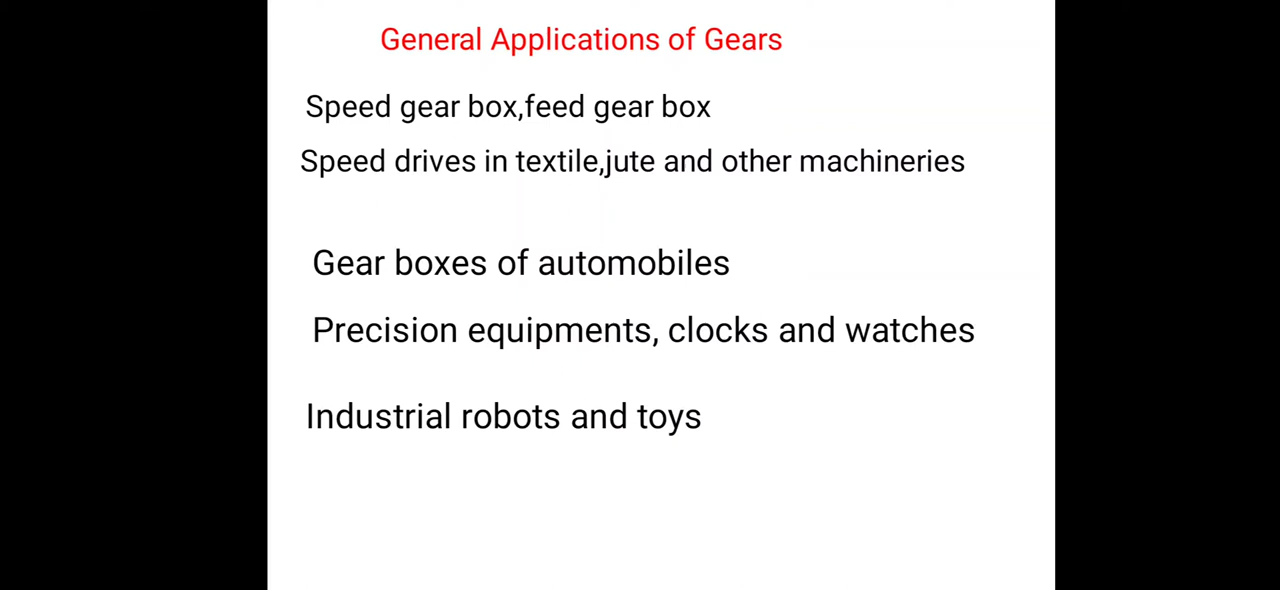 General Applications of Gears
Speed gear box,feed gear box
Speed drives in textile,jute and other machineries
Gear boxes of automobiles
Precision equipments, clocks and watches
Industrial robots and toys